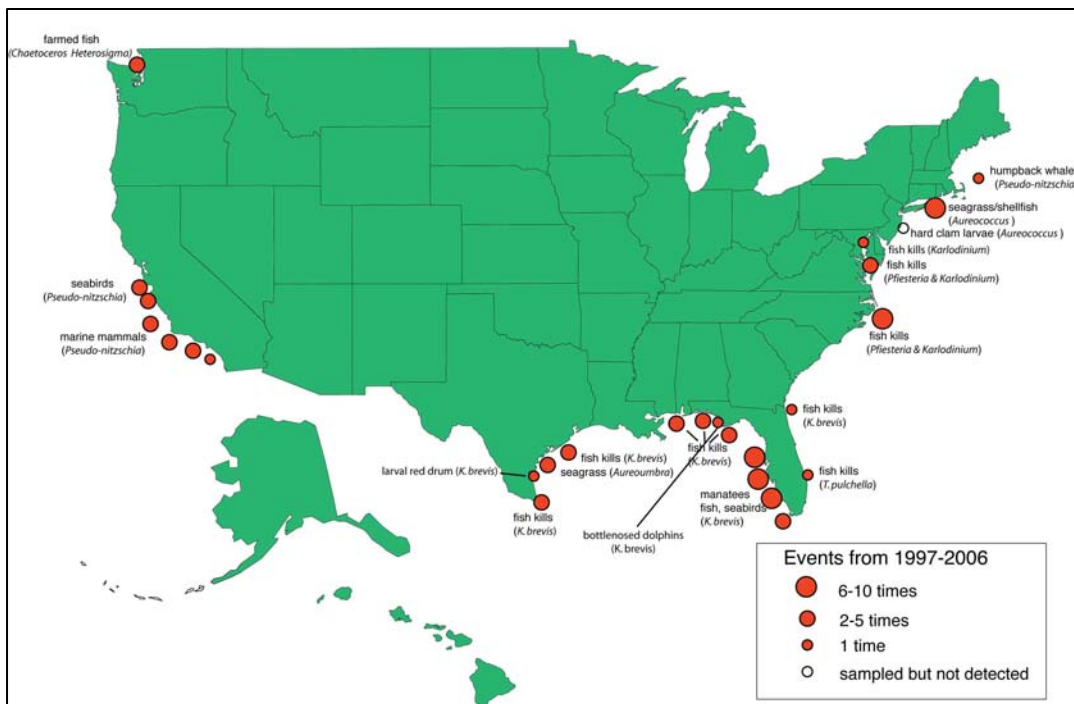 farmed fish
(Chaetoceros Heterosigma)
humpback whale
(Pseudo-nitzschia)
seagrass/shellfish
(Aureococcus )
hard clam larvae (Aureococcus )
fish kills (Karlodinium)
fish kills
(Pfiesteria & Karlodinium)
fish kills
(Pfiesteria & Karlodinium)
seabirds
(Pseudo-nitzschia)
marine mammals
(Pseudo-nitzschia)
fish kills
(K. brevis)
fish kills
(K. brevis)
fish kills (K. brevis)
seagrass (Aureoumbra)
larval red drum (K. brevis)
fish kills
(K. brevis)
fish kills
(T. pulchella)
manatees
fish, seabirds
(K. brevis)
bottlenosed dolphins
(K. brevis)
Events from 1997-2006
6-10 times
2-5 times
1 time
sampled but not detected